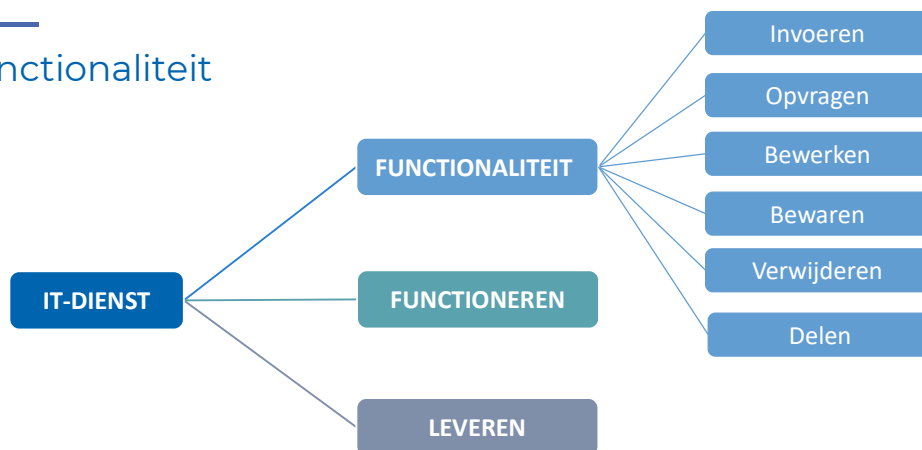 nctionaliteit
Invoeren
Opvragen
FUNCTIONALITEIT
Bewerken
Bewaren
Verwijderen
IT-DIENST
FUNCTIONEREN
Delen
LEVEREN